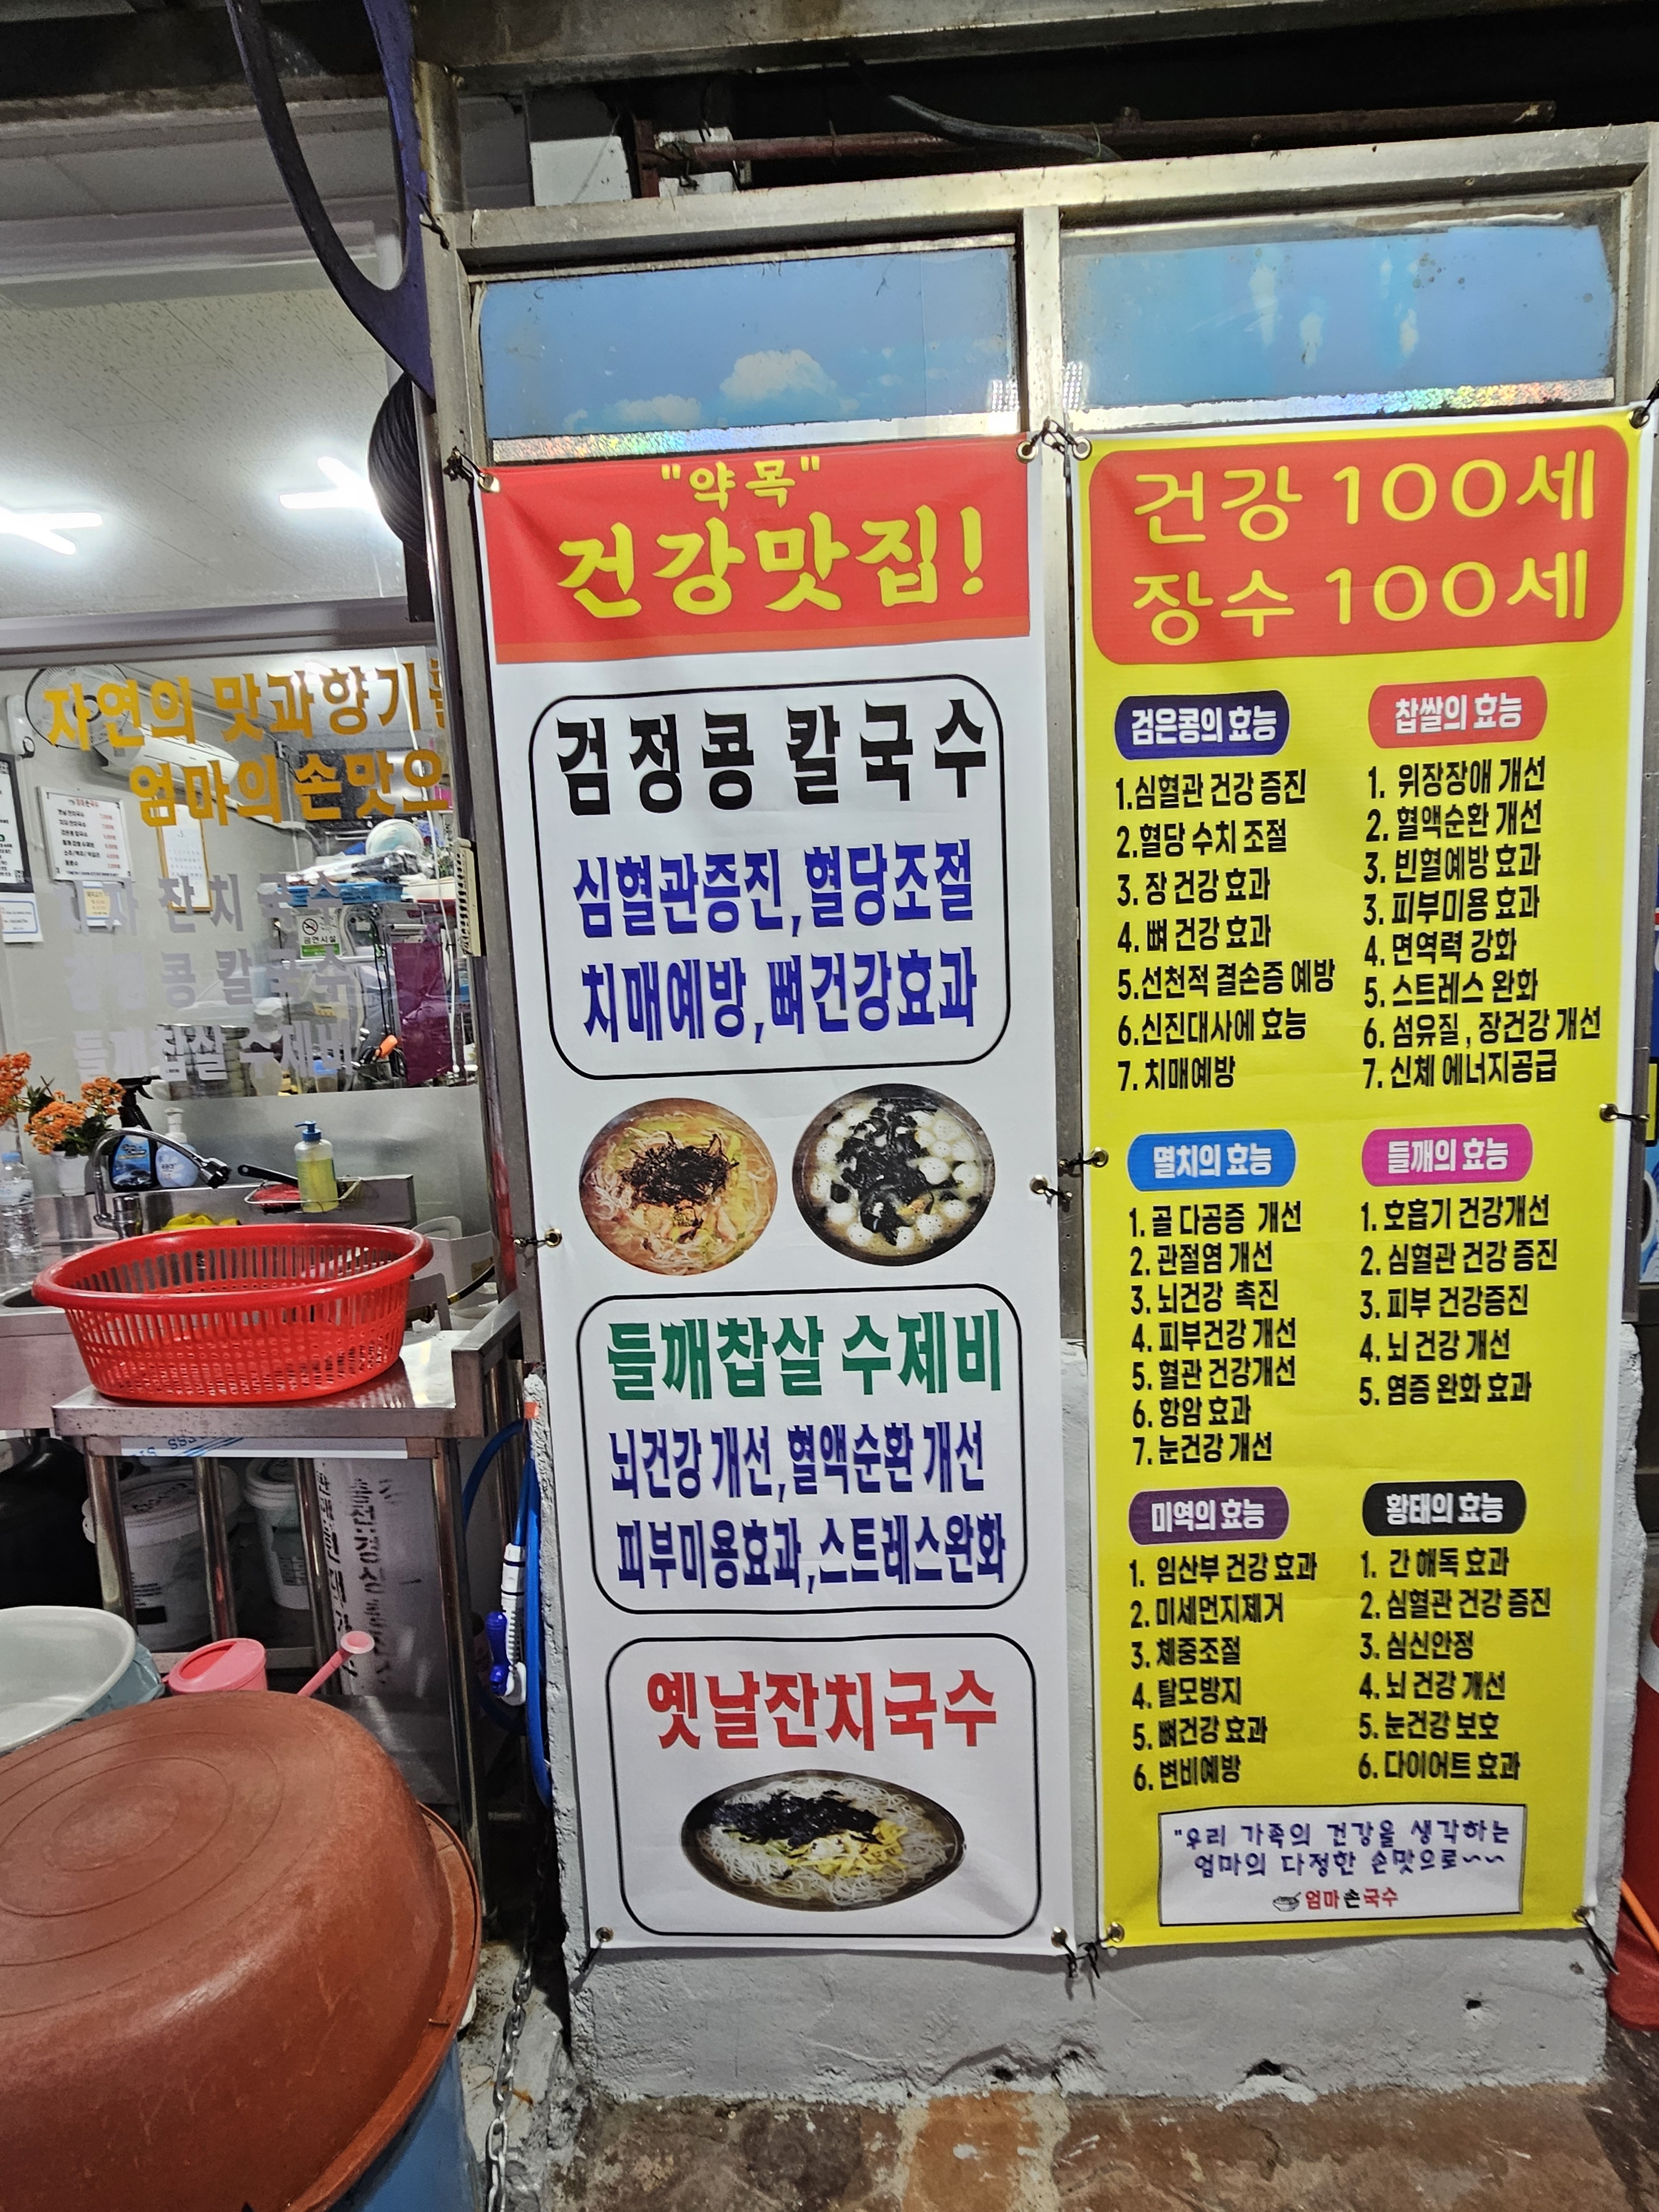 "약목"
건강맛집!
검정콩 칼국수
심혈관증진,혈당조절
치매예방,뼈건강효과
들깨찹살 수제비
뇌건강 개선,혈액순환 개선
피부미용효과,스트레스완화
옛날잔치국수
건강 100세
장수 100세
검은콩의 효능
1.심혈관 건강 증진
2.혈당 수치 조절
3. 장 건강 효과
4. 뼈 건강 효과
5.선천적 결손증 예방
6.신진대사에 효능
7. 치매예방
찹쌀의 효능
1. 위장장애 개선
2. 혈액순환 개선
3. 빈혈예방 효과
3. 피부미용 효과
4. 면역력 강화
5. 스트레스 완화
6. 섬유질, 장건강 개선
7. 신체 에너지공급
멸치의 효능
1. 골 다공증 개선
2. 관절염 개선
3. 뇌건강 촉진
4. 피부건강 개선
5. 혈관 건강개선
6. 항암 효과
7. 눈건강 개선
들깨의 효능
1. 호흡기 건강개선
2. 심혈관 건강 증진
3. 피부 건강증진
4. 뇌 건강 개선
5. 염증 완화 효과
미역의 효능
1. 임산부 건강 효과
2. 미세먼지제거
3. 체중조절
4. 탈모방지
5. 뼈건강 효과
6. 변비예방
황태의 효능
1. 간 해독 효과
2. 심혈관 건강 증진
3. 심신안정
4. 뇌 건강 개선
5. 눈건강 보호
6. 다이어트 효과
"우리 가족의 건강을 생각하는
엄마의 다정한 손맛으로~~
엄마손국수
자연의 맛과향기를
엄마의 손맛으
잔치 국수
콩 칼국수
들깨찹쌀 수제비
금연시설